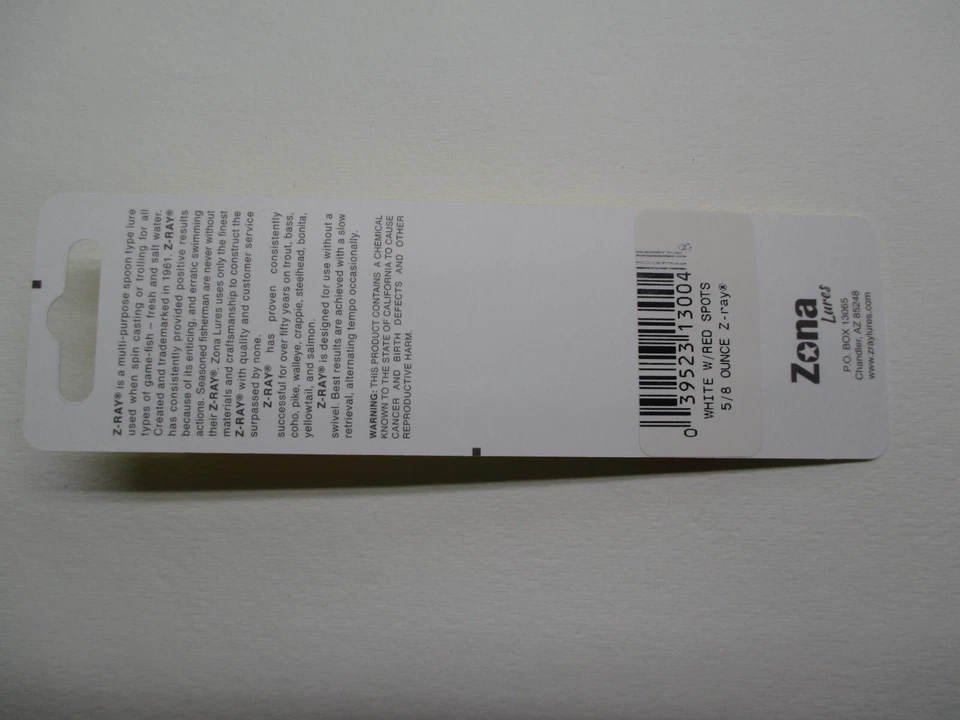 Z-RAY® is a multi-purpose spoon type lure
used when spin casting or trolling for all
types of game-fish – fresh and salt water.
Created and trademarked in 1961. Z-RAY®
has consistently provided positive results
because of its enticing, and erratic swimming
actions. Seasoned fisherman are never without
their Z-RAY®. Zona Lures uses only the finest
materials and craftsmanship to construct the
Z-RAY® with quality and customer service
surpassed by none.
Z-RAY® has proven consistently
successful for over fifty years on trout, bass,
coho, pike, walleye, crappie, steelhead, bonita,
yellowtail, and salmon.
Z-RAY® is designed for use without a
swivel. Best results are achieved with a slow
retrieval, alternating tempo occasionally.
WARNING: THIS PRODUCT CONTAINS A CHEMICAL
KNOWN TO THE STATE OF CALIFORNIA TO CAUSE
CANCER AND BIRTH DEFECTS AND OTHER
REPRODUCTIVE HARM.
0 39523 13004 8
WHITE W/RED SPOTS
5/8 OUNCE Z-ray®
Zona
Lures
P.O. BOX 13065
Chandler, AZ 85248
www.zraylures.com